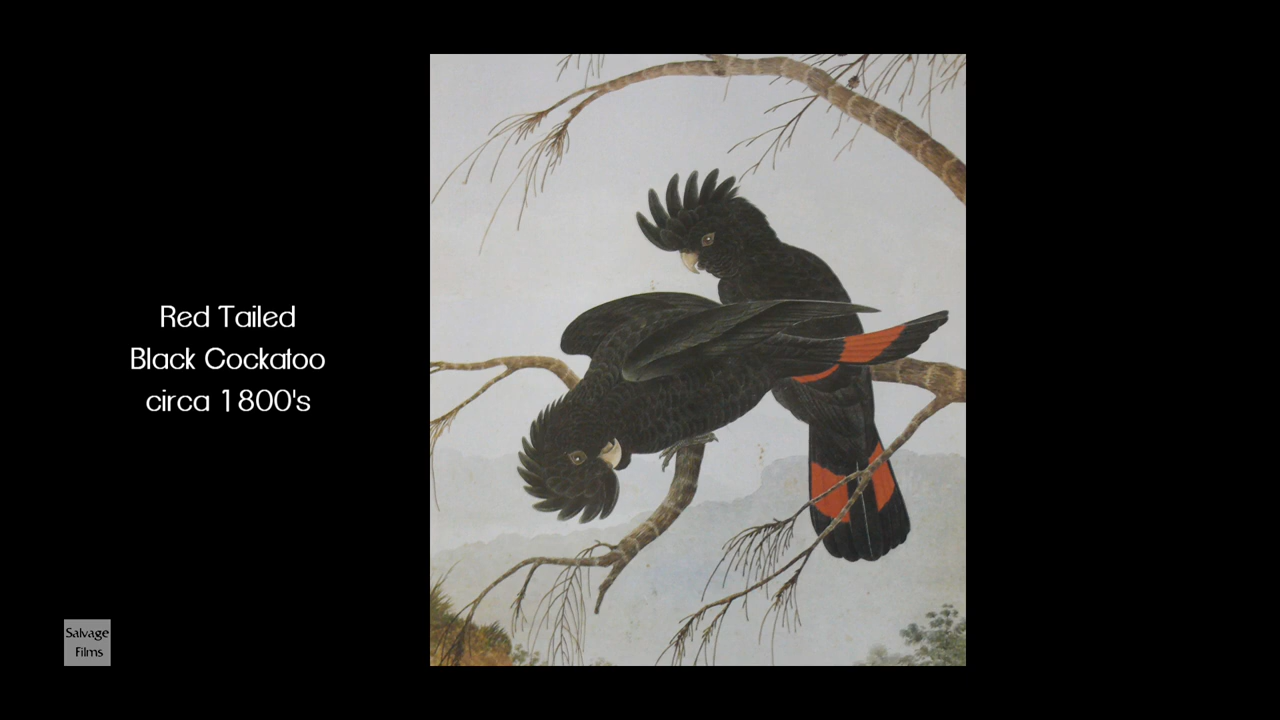 Red Tailed
Black Cockatoo
circa 1800's
Salvage
Films